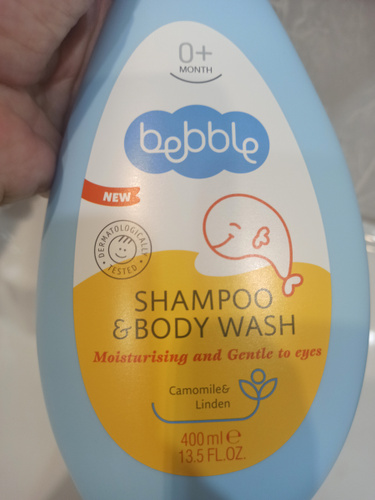 0+
MONTH
bebble
NEW
DERMATOLOGICALLY
TESTED
SHAMPOO
& BODY WASH
Moisturising and Gentle to eyes
Camomile&
Linden
400 ml ℮
13.5 FL.OZ.